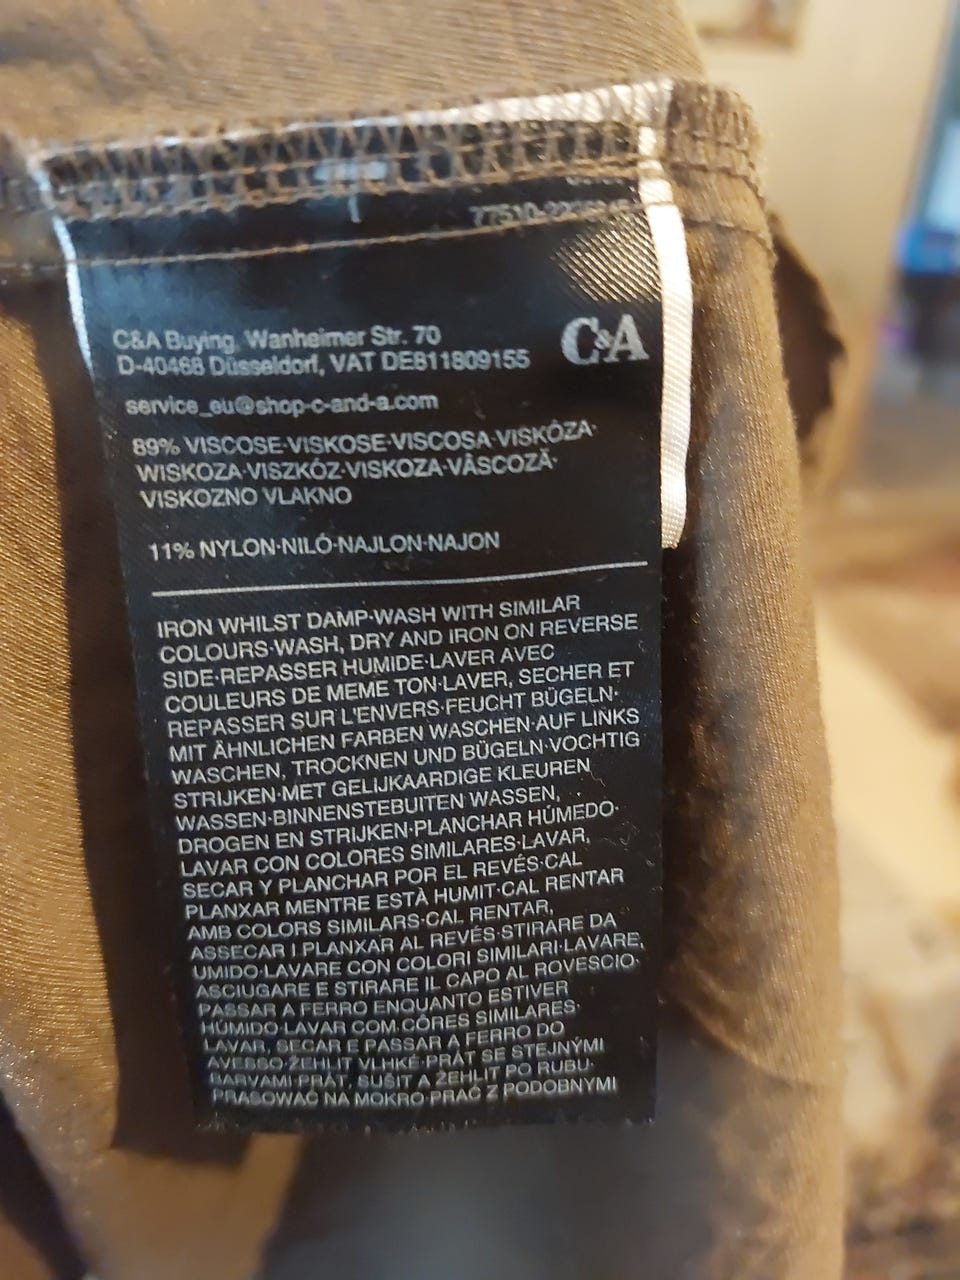 C&A Buying, Wanheimer Str. 70
D-40468 Düsseldorf, VAT DE811809155
C&A
service_eu@shop-c-and-a.com
89% VISCOSE·VISKOSE·VISCOSA·VISKÓZA·
WISKOZA·VISZKÓZ·VISKOZA·VÂSCOZĂ·
VISKOZNO VLAKNO
11% NYLON·NILÓ·NAJLON·NAJON
IRON WHILST DAMP·WASH WITH SIMILAR
COLOURS·WASH, DRY AND IRON ON REVERSE
SIDE·REPASSER HUMIDE·LAVER AVEC
COULEURS DE MEME TON·LAVER, SECHER ET
REPASSER SUR L'ENVERS·FEUCHT BÜGELN·
MIT ÄHNLICHEN FARBEN WASCHEN·AUF LINKS
WASCHEN, TROCKNEN UND BÜGELN·VOCHTIG
STRIJKEN·MET GELIJKAARDIGE KLEUREN
WASSEN·BINNENSTEBUITEN WASSEN,
DROGEN EN STRIJKEN·PLANCHAR HÚMEDO·
LAVAR CON COLORES SIMILARES·LAVAR,
SECAR Y PLANCHAR POR EL REVÉS·CAL
PLANXAR MENTRE ESTÀ HUMIT·CAL RENTAR
AMB COLORS SIMILARS·CAL RENTAR,
ASSECAR I PLANXAR AL REVÉS·STIRARE DA
UMIDO·LAVARE CON COLORI SIMILARI·LAVARE,
ASCIUGARE E STIRARE IL CAPO AL ROVESCIO·
PASSAR A FERRO ENQUANTO ESTIVER
HÚMIDO·LAVAR COM CÔRES SIMILARES·
LAVAR, SECAR E PASSAR A FERRO DO
AVESSO·ŽEHLIT VLHKÉ·PRÁT SE STEJNÝMI
BARVAMI·PRÁT, SUŠIT A ŽEHLIT PO RUBU·
PRASOWAĆ NA MOKRO·PRAĆ Z PODOBNYMI